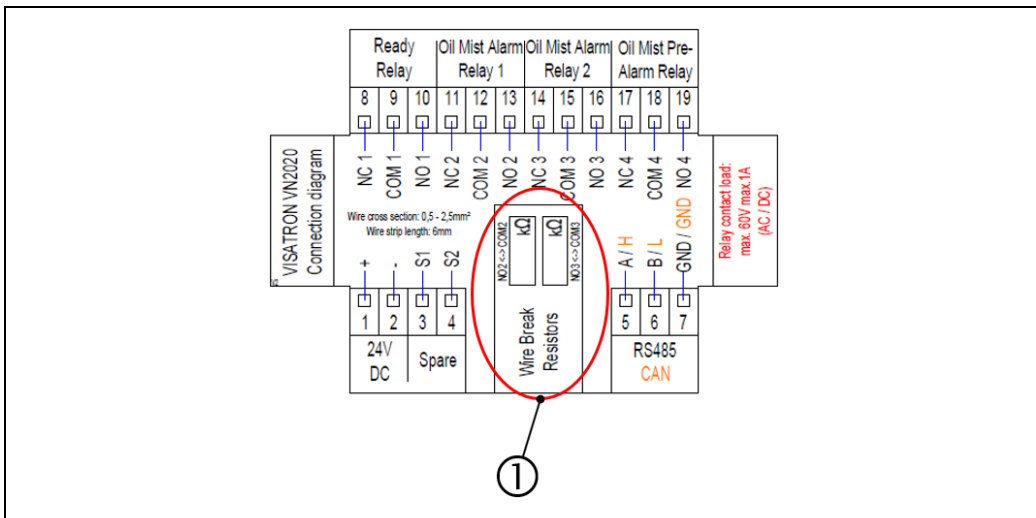 Ready Relay
Oil Mist Alarm Relay 1
Oil Mist Alarm Relay 2
Oil Mist Pre-Alarm Relay
8 9 10 11 12 13 14 15 16 17 18 19
NC 1
COM 1
NO 1
NC 2
COM 2
NO 2
NC 3
COM 3
NO 3
NC 4
COM 4
NO 4
VISATRON VN2020
Connection diagram
V2
Wire cross section: 0,5 - 2,5mm²
Wire strip length: 6mm
+
-
S1
S2
NO2 <-> COM2
kΩ
kΩ
NO3 <-> COM3
Wire Break
Resistors
A / H
B / L
GND / GND
Relay contact load:
max. 60V max.1A
(AC / DC)
1 2 3 4
5 6 7
24V
DC
Spare
RS485
CAN
1